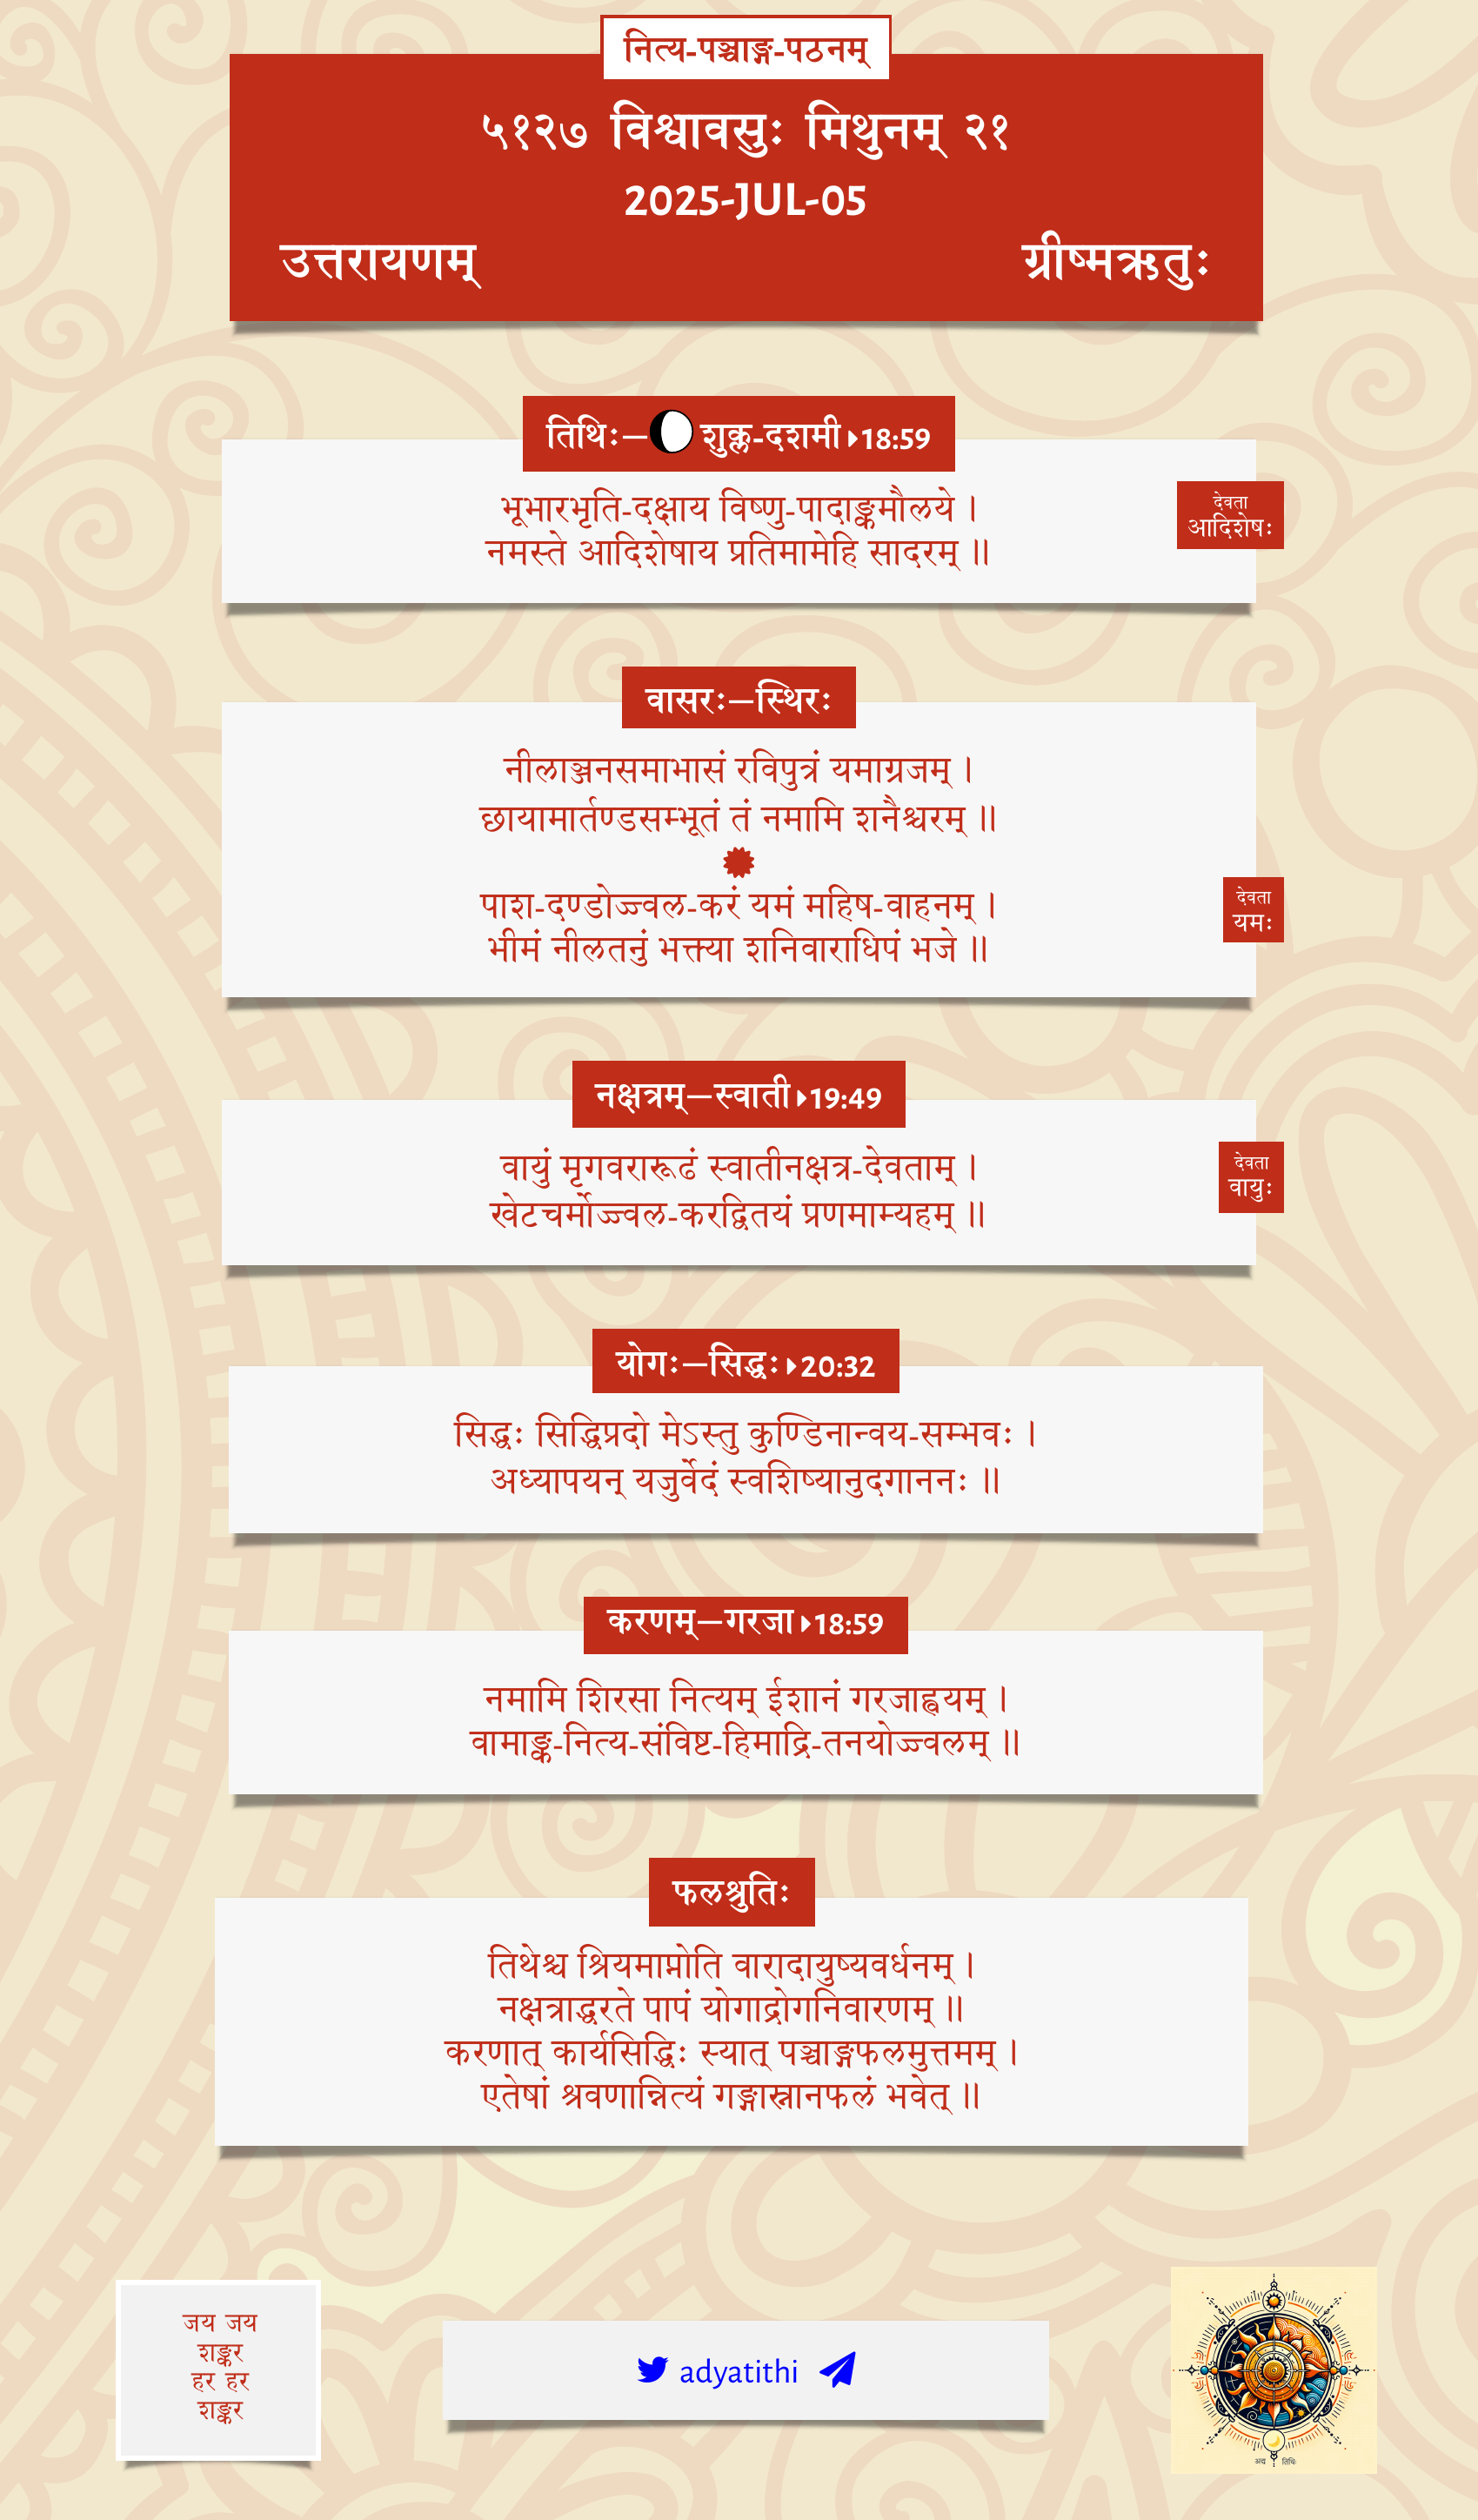 नित्य-पञ्चाङ्ग-पठनम्
५१२७ विश्वावसुः मिथुनम् २१
2025-JUL-05
उत्तरायणम् ग्रीष्मऋतुः
तिथिः— शुक्ल-दशमी 18:59
भूभारभृति-दक्षाय विष्णु-पादाङ्कमौलये ।
नमस्ते आदिशेषाय प्रतिमामेहि सादरम् ॥
देवता
आदिशेषः
वासरः—स्थिरः
नीलाञ्जनसमाभासं रविपुत्रं यमाग्रजम् ।
छायामार्तण्डसम्भूतं तं नमामि शनैश्चरम् ॥
पाश-दण्डोज्ज्वल-करं यमं महिष-वाहनम् ।
भीमं नीलतनुं भक्त्या शनिवाराधिपं भजे ॥
देवता
यमः
नक्षत्रम्—स्वाती 19:49
वायुं मृगवरारूढं स्वातीनक्षत्र-देवताम् ।
खेटचर्मोज्ज्वल-करद्वितयं प्रणमाम्यहम् ॥
देवता
वायुः
योगः—सिद्धः 20:32
सिद्धः सिद्धिप्रदो मेऽस्तु कुण्डिनान्वय-सम्भवः ।
अध्यापयन् यजुर्वेदं स्वशिष्यानुदगाननः ॥
करणम्—गरजा 18:59
नमामि शिरसा नित्यम् ईशानं गरजाह्वयम् ।
वामाङ्क-नित्य-संविष्ट-हिमाद्रि-तनयोज्ज्वलम् ॥
फलश्रुतिः
तिथेश्च श्रियमाप्नोति वारादायुष्यवर्धनम् ।
नक्षत्राद्धरते पापं योगाद्रोगनिवारणम् ॥
करणात् कार्यसिद्धिः स्यात् पञ्चाङ्गफलमुत्तमम् ।
एतेषां श्रवणान्नित्यं गङ्गास्नानफलं भवेत् ॥
जय जय
शङ्कर
हर हर
शङ्कर
adyatithi
अद्य तिथिः